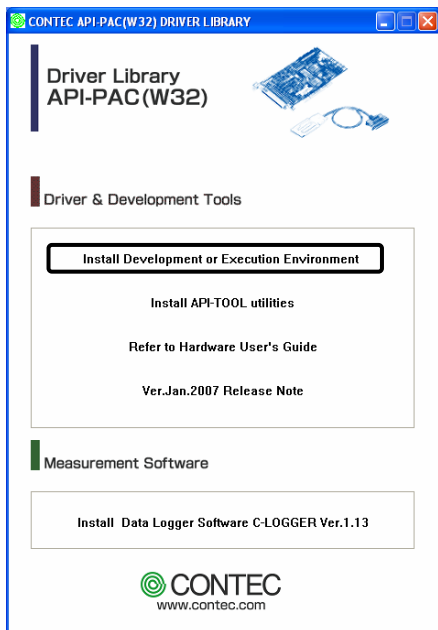 CONTEC API-PAC(W32) DRIVER LIBRARY
Driver Library
API-PAC(W32)
Driver & Development Tools
Install Development or Execution Environment
Install API-TOOL utilities
Refer to Hardware User's Guide
Ver.Jan.2007 Release Note
Measurement Software
Install Data Logger Software C-LOGGER Ver.1.13
CONTEC
www.contec.com